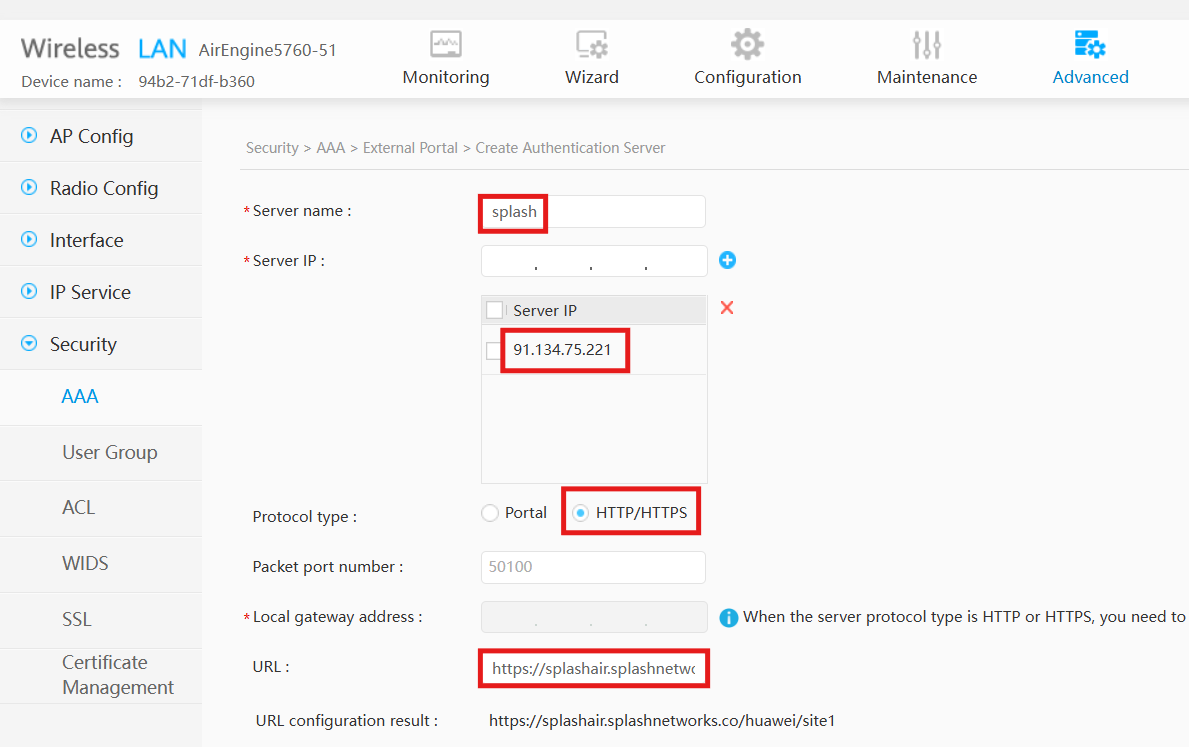 Wireless LAN AirEngine5760-51
Device name : 94b2-71df-b360
Monitoring
Wizard
Configuration
Maintenance
Advanced
AP Config
Radio Config
Interface
IP Service
Security
AAA
User Group
ACL
WIDS
SSL
Certificate
Management
Security > AAA > External Portal > Create Authentication Server
* Server name : splash
* Server IP : . . .
Server IP
91.134.75.221
Protocol type : Portal HTTP/HTTPS
Packet port number : 50100
* Local gateway address : . . . When the server protocol type is HTTP or HTTPS, you need to
URL : https://splashair.splashnetwo
URL configuration result : https://splashair.splashnetworks.co/huawei/site1